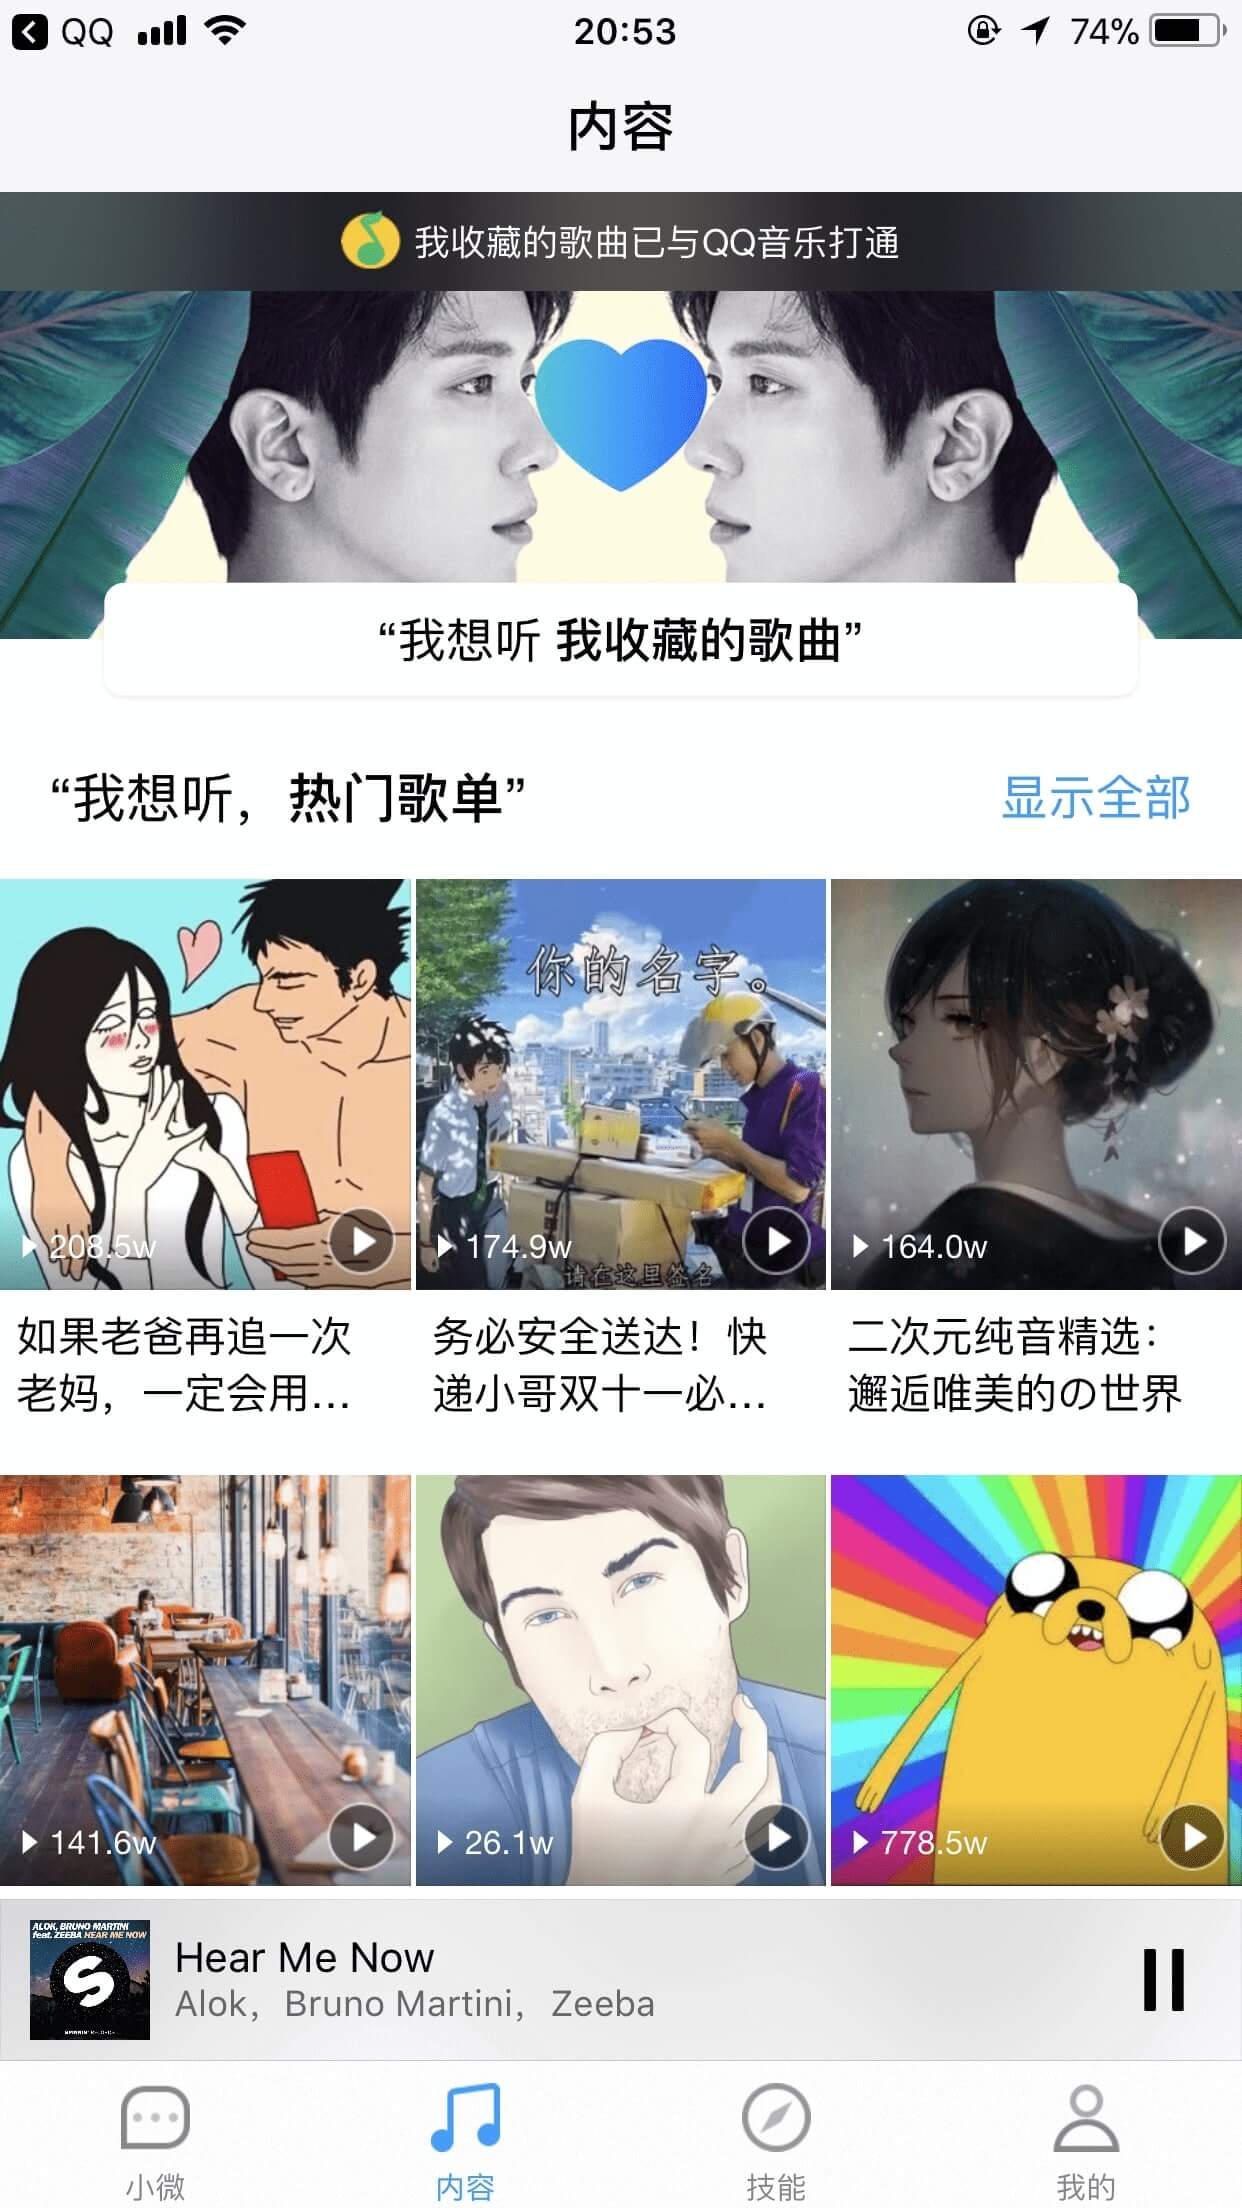 QQ
20:53
74%
内容
我收藏的歌曲已与QQ音乐打通
“我想听 我收藏的歌曲”
“我想听，热门歌单”
显示全部
你的名字。
请在这里签名
208.5w
174.9w
164.0w
如果老爸再追一次
老妈，一定会用...
务必安全送达！快
递小哥双十一必...
二次元纯音精选：
邂逅唯美的の世界
141.6w
26.1w
778.5w
ALOK, BRUNO MARTINI
feat. ZEEBA HEAR ME NOW
SPINNIN' RECORDS
Hear Me Now
Alok，Bruno Martini，Zeeba
小微
内容
技能
我的